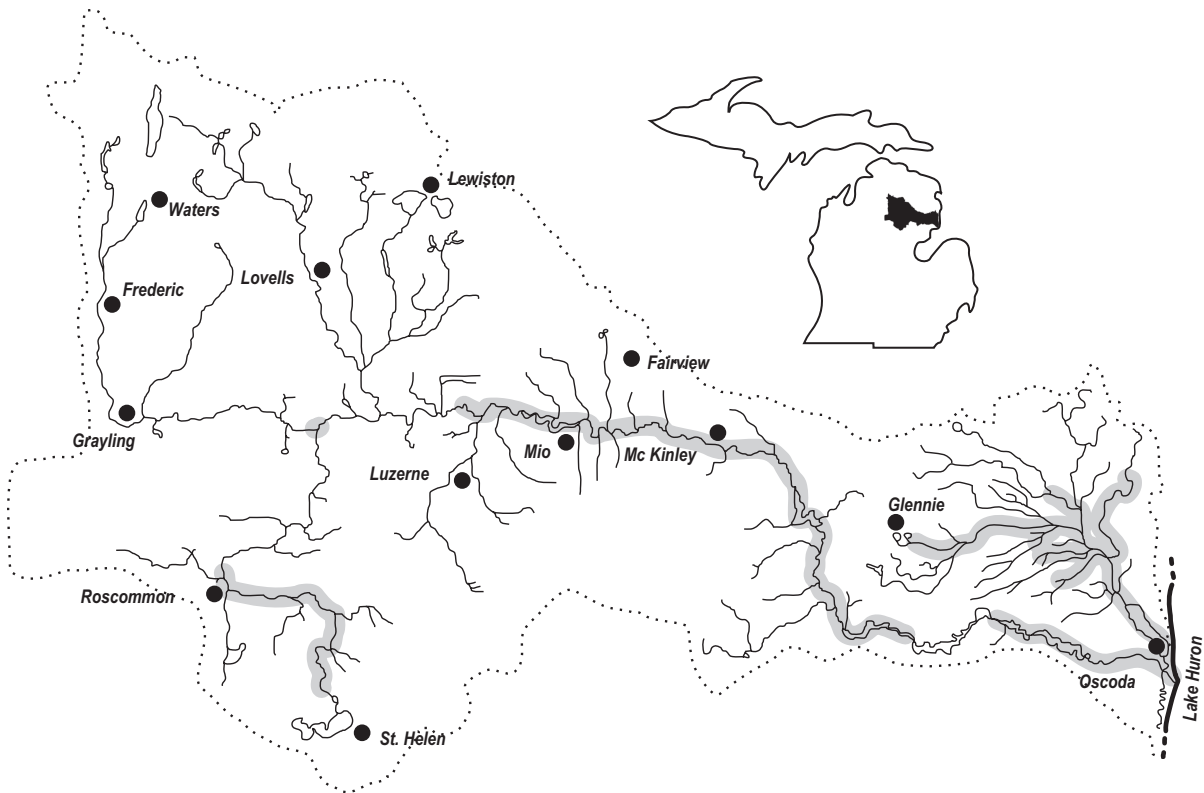 Lewiston
Waters
Lovells
Frederic
Fairview
Grayling
Mio
Mc Kinley
Luzerne
Glennie
Roscommon
Oscoda
Lake Huron
St. Helen